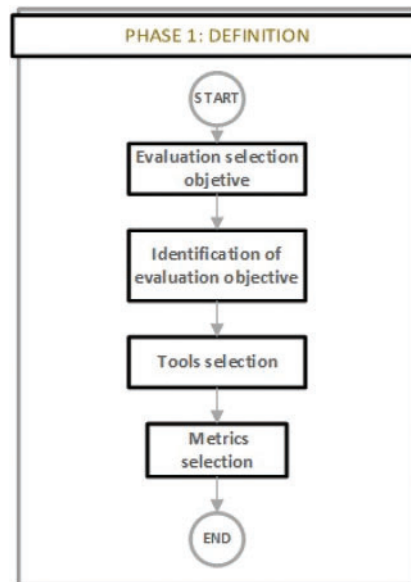 PHASE 1: DEFINITION
START
Evaluation selection
objetive
Identification of
evaluation objective
Tools selection
Metrics
selection
END